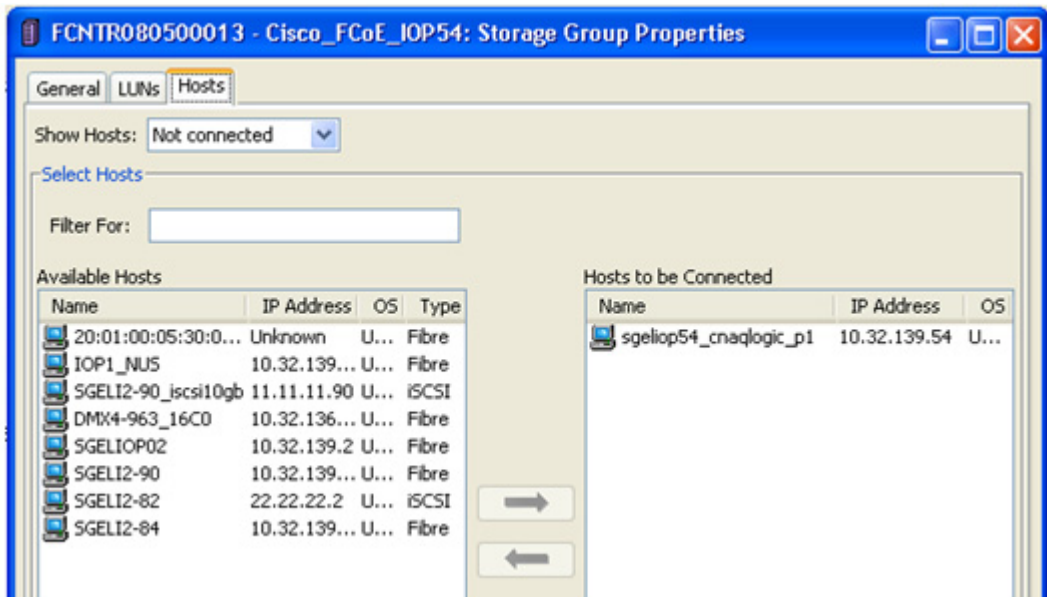 FCNTR080500013 - Cisco_FCoE_IOP54: Storage Group Properties
General LUNs Hosts
Show Hosts: Not connected
Select Hosts
Filter For:
Available Hosts
Name IP Address OS Type
20:01:00:05:30:0... Unknown U... Fibre
IOP1_NUS 10.32.139... U... Fibre
SGELI2-90_iscsi10gb 11.11.11.90 U... iSCSI
DMX4-963_16C0 10.32.136... U... Fibre
SGELIOP02 10.32.139.2 U... Fibre
SGELI2-90 10.32.139... U... Fibre
SGELI2-82 22.22.22.2 U... iSCSI
SGELI2-84 10.32.139... U... Fibre
Hosts to be Connected
Name IP Address OS
sgeliop54_cnaqlogic_p1 10.32.139.54 U...